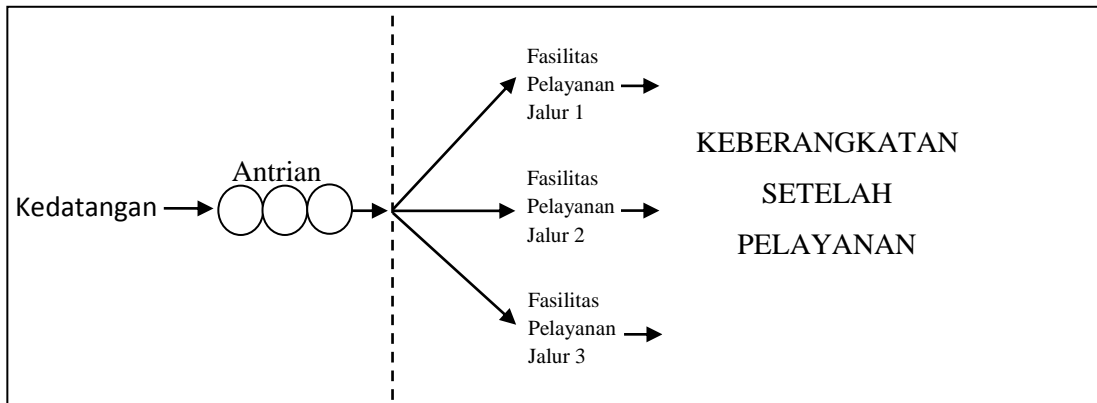 Kedatangan
Antrian
Fasilitas
Pelayanan
Jalur 1
Fasilitas
Pelayanan
Jalur 2
Fasilitas
Pelayanan
Jalur 3
KEBERANGKATAN
SETELAH
PELAYANAN